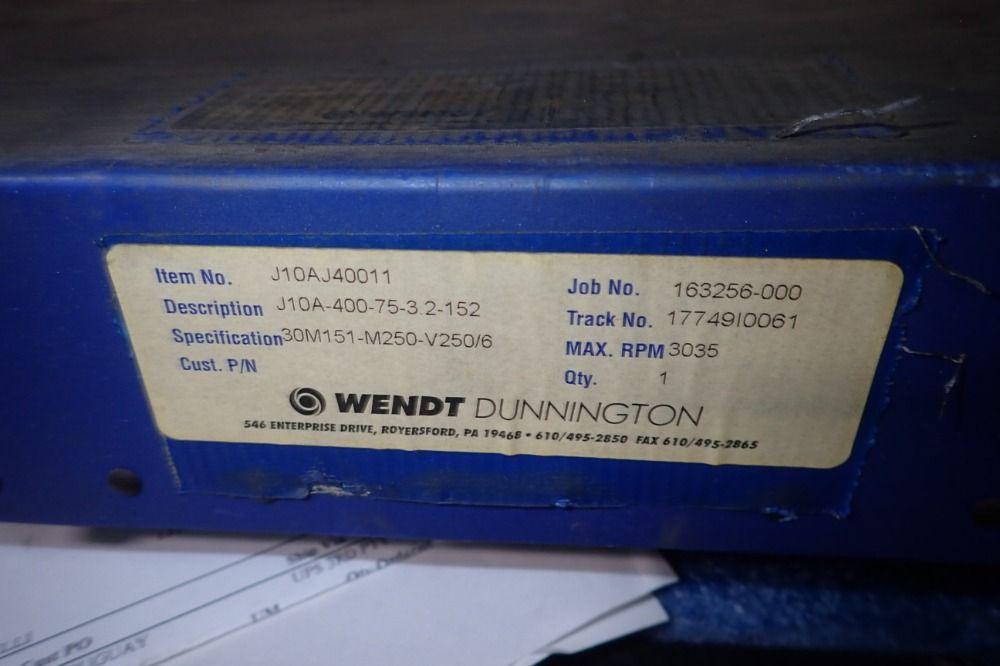 Item No. J10AJ40011
Description J10A-400-75-3.2-152
Specification 30M151-M250-V250/6
Cust. P/N
Job No. 163256-000
Track No. 17749I0061
MAX. RPM 3035
Qty. 1
WENDT DUNNINGTON
546 ENTERPRISE DRIVE, ROYERSFORD, PA 19468 • 610/495-2850 FAX 610/495-2865
UM